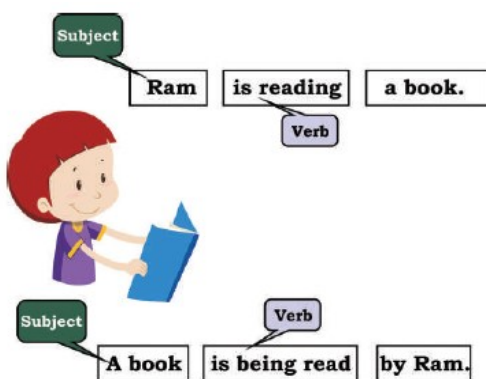 Subject
Ram is reading a book.
Verb
Subject
Verb
A book is being read by Ram.